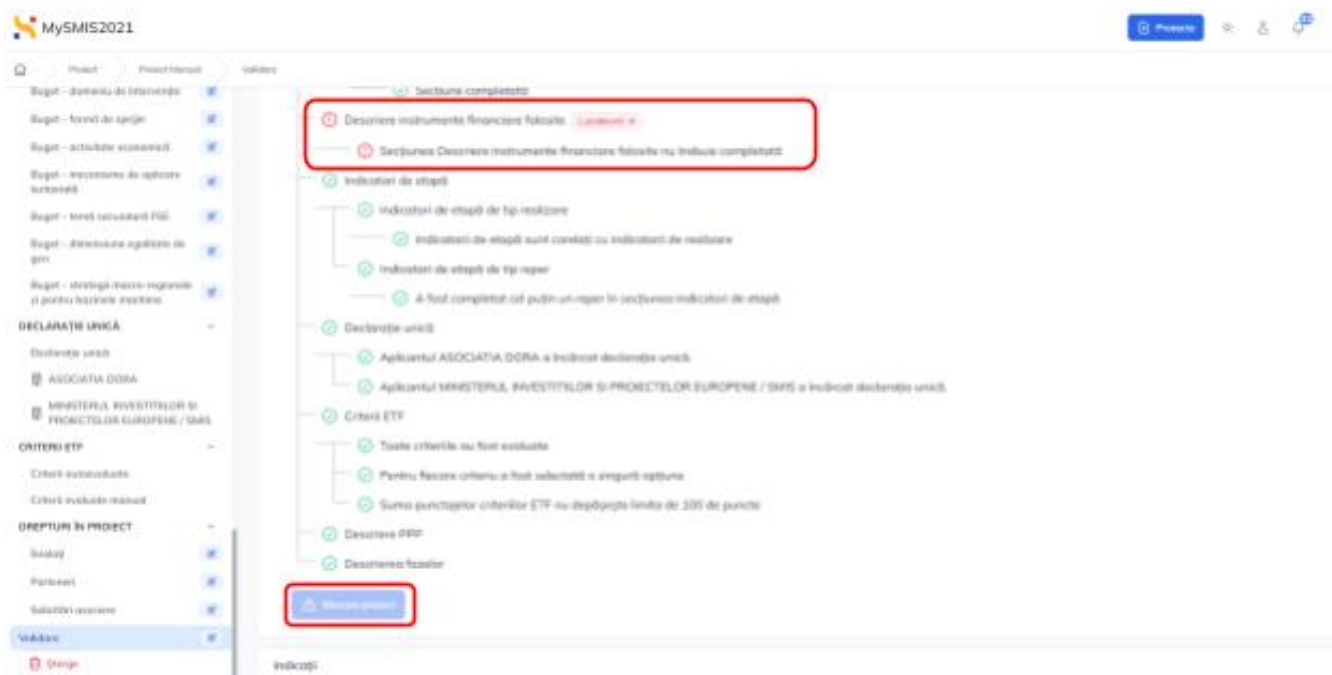 MySMIS2021
Proiecte
Proiect
Proiect Manual
Validare
Buget - domeniu de intervenție
Buget - formă de sprijin
Buget - activitate economică
Buget - mecanisme de aplicare
teritorială
Buget - temă secundară FSE
Buget - dimensiune egalitate de
gen
Buget - strategii macro-regionale
și pentru bazinele maritime
DECLARAȚIE UNICĂ
Declarație unică
ASOCIATIA DORA
MINISTERUL INVESTITIILOR SI
PROIECTELOR EUROPENE / SMIS
CRITERII ETF
Criterii autoevaluate
Criterii evaluate manual
DREPTURI ÎN PROIECT
Invitați
Parteneri
Solicitări asociere
Validare
Șterge
Secțiune completată
Descriere instrumente financiare folosite
Secțiunea Descriere instrumente financiare folosite nu trebuie completată
Indicatori de etapă
Indicatori de etapă de tip realizare
Indicatori de etapă sunt corelați cu indicatorii de realizare
Indicatori de etapă de tip reper
A fost completat cel puțin un reper în secțiunea indicatori de etapă
Declarație unică
Aplicantul ASOCIATIA DORA a încărcat declarația unică.
Aplicantul MINISTERUL INVESTITIILOR SI PROIECTELOR EUROPENE / SMIS a încărcat declarația unică.
Criterii ETF
Toate criteriile au fost evaluate
Pentru fiecare criteriu a fost selectată o singură opțiune
Suma punctajelor criteriilor ETF nu depășește limita de 100 de puncte
Descriere PPP
Descrierea fazelor
Blocare proiect
Indicații